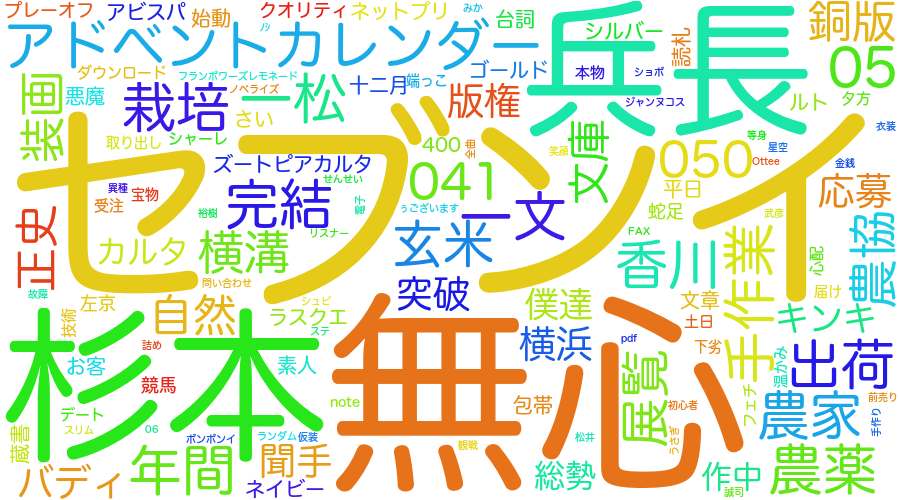 プレーオフ
アビスパ
始動
クオリティ
ネットプリ
みか
台詞
シルバー
読札
銅版
アドベントカレンダー
兵長
05
ダウンロード
フランボワーズレモネード
端っこ
ゴールド
本物
ショボ
悪魔
栽培
一松
ノベライズ
十二月
版権
ジャンヌコス
ルト
夕方
装画
取り出し
シャーレ
さい
400
全曲
文庫
等身
衣装
セブンイ
ズートピアカルタ
041
笑顔
050
星空
Ottee
金銭
異種
宝物
せんせい
平日
応募
受注
完結
電子
一文
蛇足
武彦
正史
裕樹
ぅございます
FAX
カルタ
横溝
リスナー
玄米
香川
作業
心配
農協
問い合わせ
突破
僕達
届け
故障
左京
自然
シュピ
文章
手作業
キンキ
技術
ラスクエ
土日
杉本
無心
横浜
pdf
下劣
出荷
詰め
ステ
お客
競馬
素人
展覧
温かみ
フェチ
前売り
デート
note
包帯
初心者
農家
手作り
蔵書
スリム
06
ボンボンイ
ランダム
仮装
観戦
松井
うさぎ
バディ
年間
聞手
ネイビー
総勢
作中
誠司
農薬